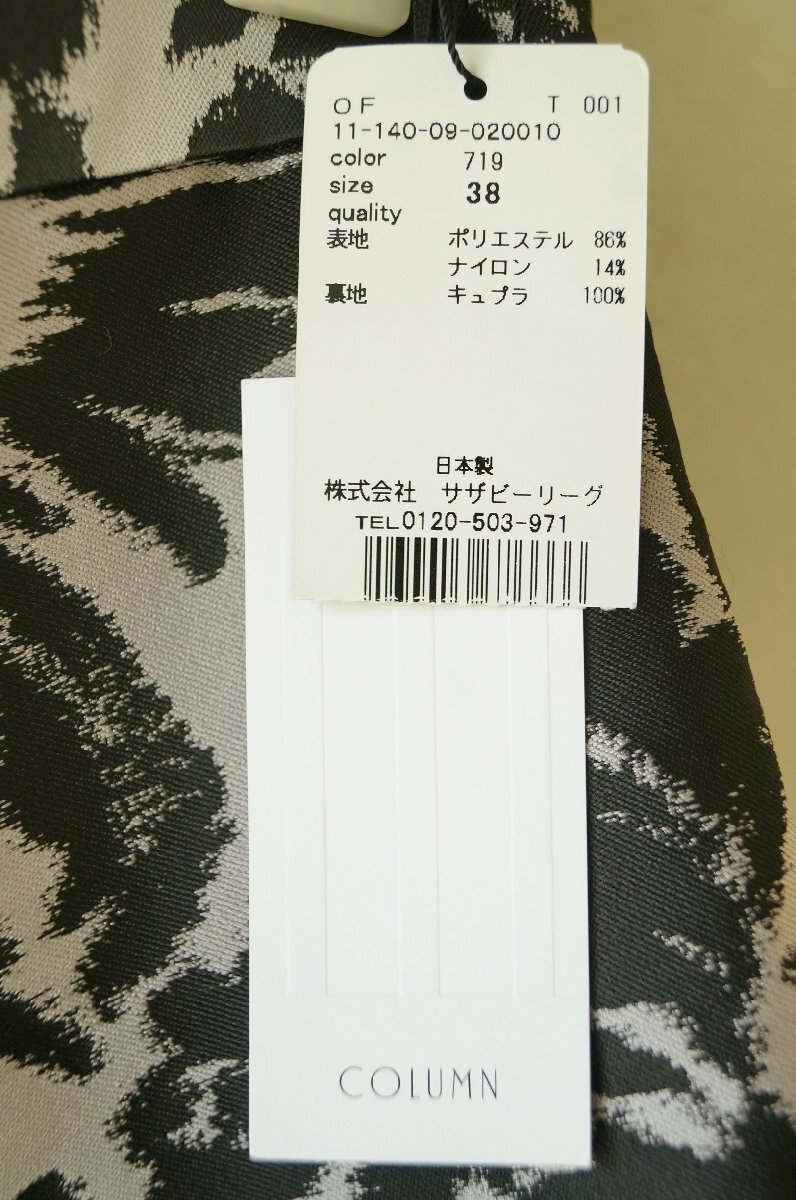 OF T 001
11-140-09-020010
color 719
size 38
quality
表地 ポリエステル 86%
ナイロン 14%
裏地 キュプラ 100%
日本製
株式会社 サザビーリーグ
TEL0120-503-971
COLUMN